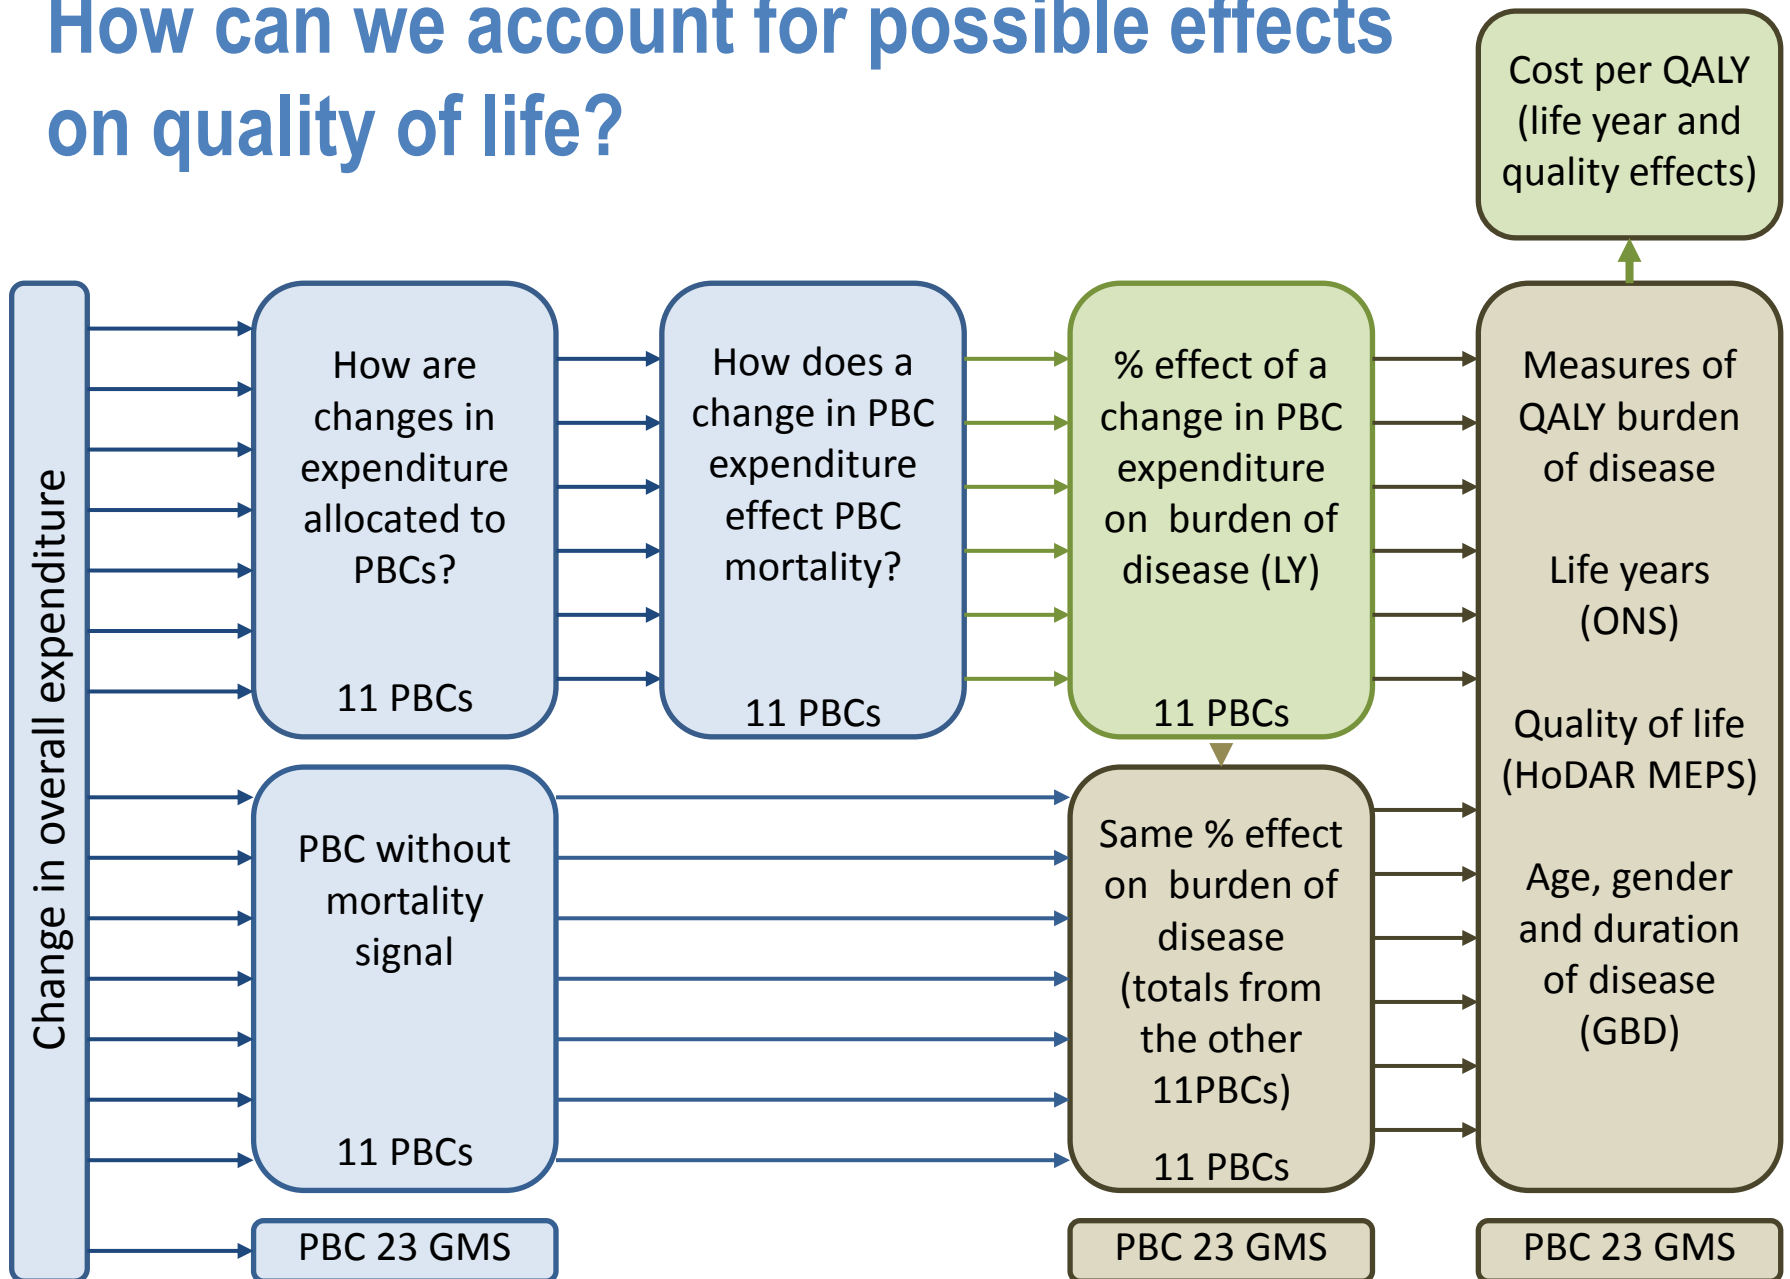 How can we account for possible effects
on quality of life?
Cost per QALY
(life year and
quality effects)
Change in overall expenditure
How are
changes in
expenditure
allocated to
PBCs?
11 PBCs
How does a
change in PBC
expenditure
effect PBC
mortality?
11 PBCs
% effect of a
change in PBC
expenditure
on burden of
disease (LY)
11 PBCs
Measures of
QALY burden
of disease
Life years
(ONS)
Quality of life
(HoDAR MEPS)
Age, gender
and duration
of disease
(GBD)
PBC without
mortality
signal
11 PBCs
Same % effect
on burden of
disease
(totals from
the other
11PBCs)
11 PBCs
PBC 23 GMS
PBC 23 GMS
PBC 23 GMS